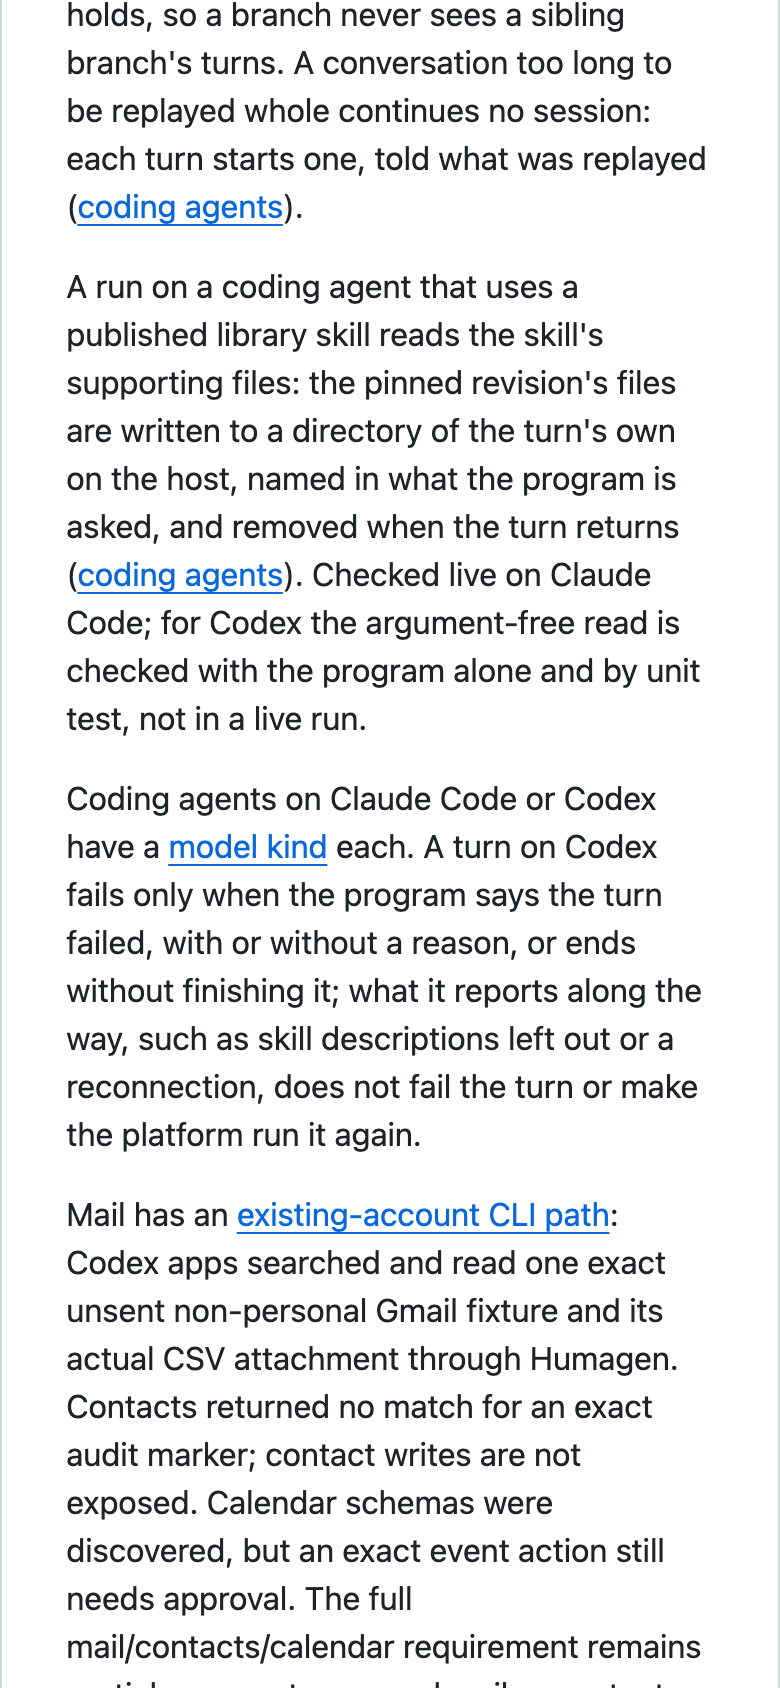 holds, so a branch never sees a sibling
branch's turns. A conversation too long to
be replayed whole continues no session:
each turn starts one, told what was replayed
(coding agents).
A run on a coding agent that uses a
published library skill reads the skill's
supporting files: the pinned revision's files
are written to a directory of the turn's own
on the host, named in what the program is
asked, and removed when the turn returns
(coding agents). Checked live on Claude
Code; for Codex the argument-free read is
checked with the program alone and by unit
test, not in a live run.
Coding agents on Claude Code or Codex
have a model kind each. A turn on Codex
fails only when the program says the turn
failed, with or without a reason, or ends
without finishing it; what it reports along the
way, such as skill descriptions left out or a
reconnection, does not fail the turn or make
the platform run it again.
Mail has an existing-account CLI path:
Codex apps searched and read one exact
unsent non-personal Gmail fixture and its
actual CSV attachment through Humagen.
Contacts returned no match for an exact
audit marker; contact writes are not
exposed. Calendar schemas were
discovered, but an exact event action still
needs approval. The full
mail/contacts/calendar requirement remains